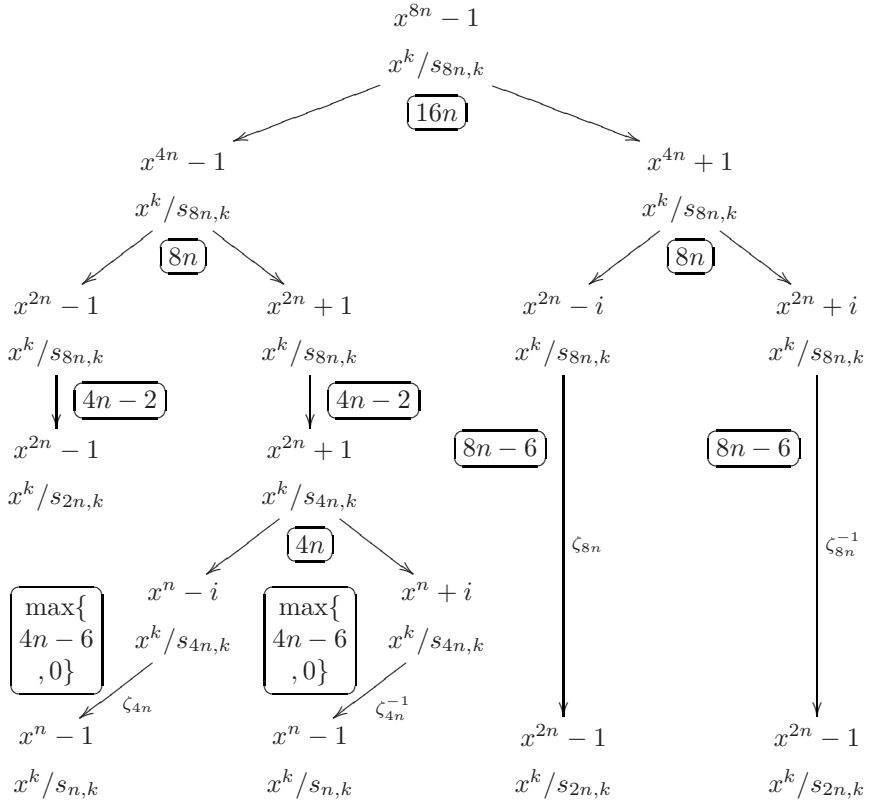 x^{8n} − 1
x^k/s_{8n,k}
16n
x^{4n} − 1 x^{4n} + 1
x^k/s_{8n,k} x^k/s_{8n,k}
8n 8n
x^{2n} − 1 x^{2n} + 1 x^{2n} − i x^{2n} + i
x^k/s_{8n,k} x^k/s_{8n,k} x^k/s_{8n,k} x^k/s_{8n,k}
4n − 2 4n − 2
x^{2n} − 1 x^{2n} + 1 8n − 6 8n − 6
x^k/s_{2n,k} x^k/s_{4n,k}
4n ζ_{8n} ζ_{8n}^{−1}
max{ x^n − i max{ x^n + i
4n − 6 x^k/s_{4n,k} 4n − 6 x^k/s_{4n,k}
, 0} , 0}
ζ_{4n} ζ_{4n}^{−1}
x^n − 1 x^n − 1 x^{2n} − 1 x^{2n} − 1
x^k/s_{n,k} x^k/s_{n,k} x^k/s_{2n,k} x^k/s_{2n,k}